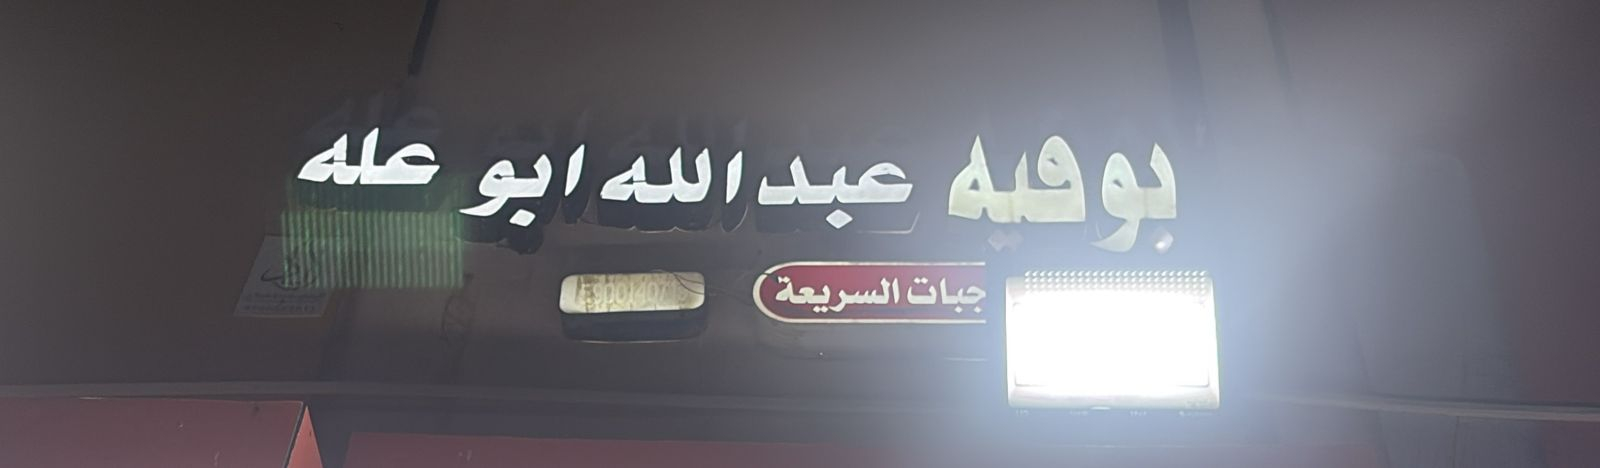 بوفيه عبدالله ابو عله
جبات السريعة